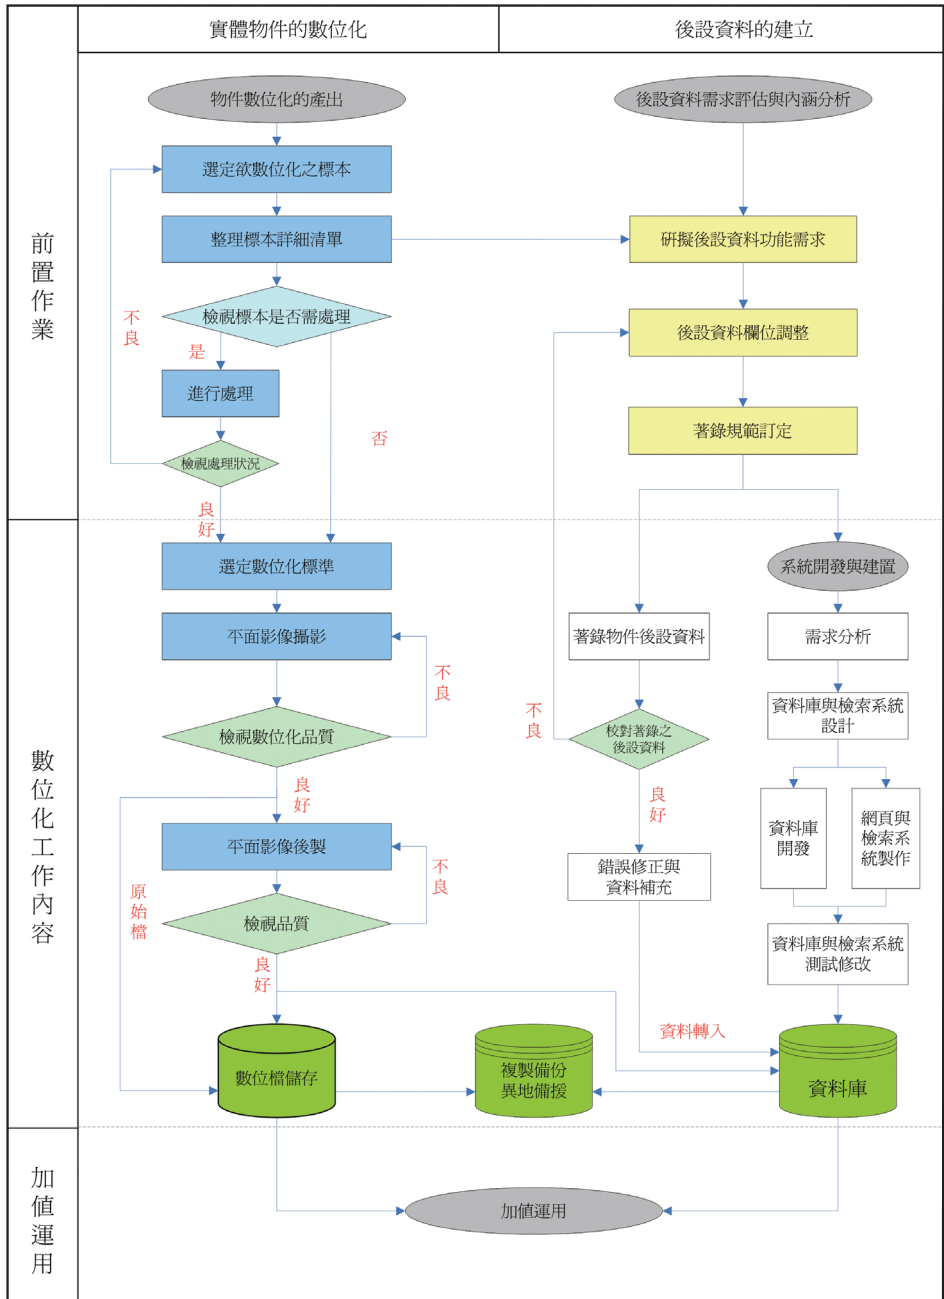 實體物件的數位化
後設資料的建立
前置作業
物件數位化的產出
後設資料需求評估與內涵分析
選定欲數位化之標本
整理標本詳細清單
研擬後設資料功能需求
不良
檢視標本是否需處理
後設資料欄位調整
是
進行處理
否
著錄規範訂定
檢視處理狀況
良好
數位化工作內容
選定數位化標準
系統開發與建置
平面影像攝影
著錄物件後設資料
需求分析
不良
不良
檢視數位化品質
校對著錄之
後設資料
資料庫與檢索系統
設計
良好
良好
資料庫
開發
網頁與
檢索系
統製作
平面影像後製
不良
錯誤修正與
資料補充
原始檔
檢視品質
資料庫與檢索系統
測試修改
良好
資料轉入
數位檔儲存
複製備份
異地備援
資料庫
加值運用
加值運用